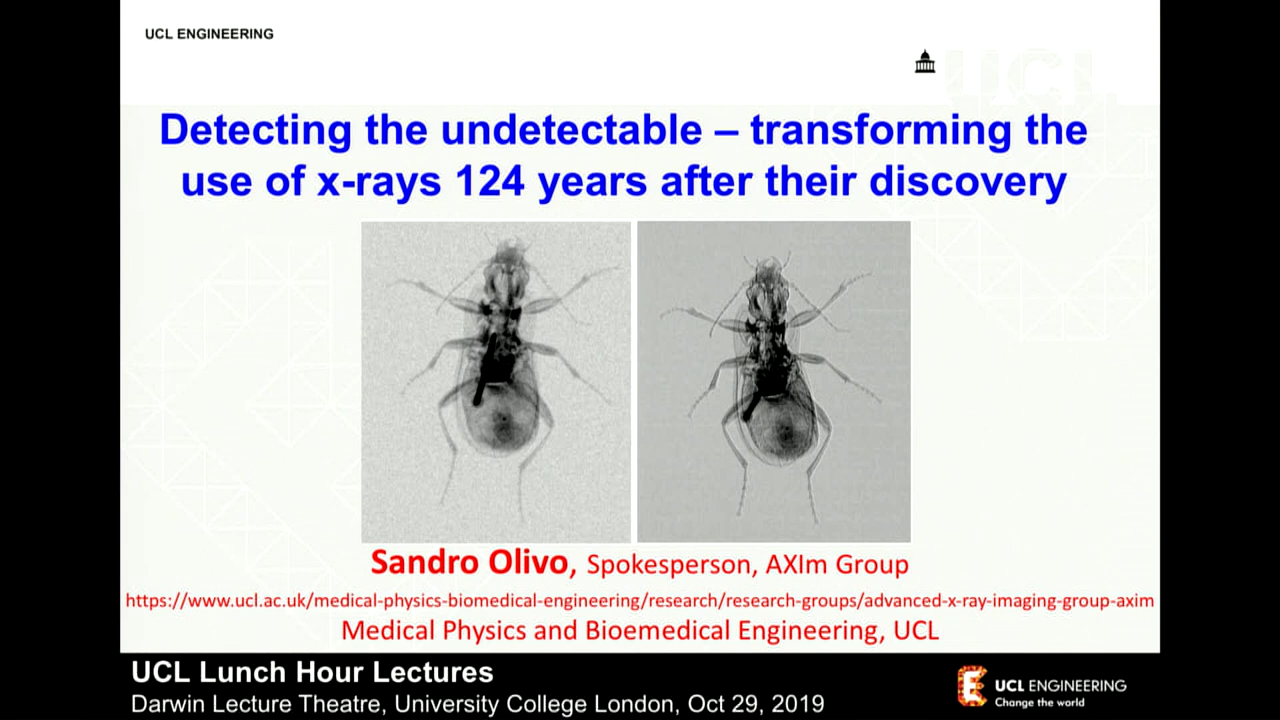 UCL ENGINEERING
UCL
Detecting the undetectable – transforming the
use of x-rays 124 years after their discovery
Sandro Olivo, Spokesperson, AXIm Group
https://www.ucl.ac.uk/medical-physics-biomedical-engineering/research/research-groups/advanced-x-ray-imaging-group-axim
Medical Physics and Bioemedical Engineering, UCL
UCL Lunch Hour Lectures
Darwin Lecture Theatre, University College London, Oct 29, 2019
UCL ENGINEERING
Change the world